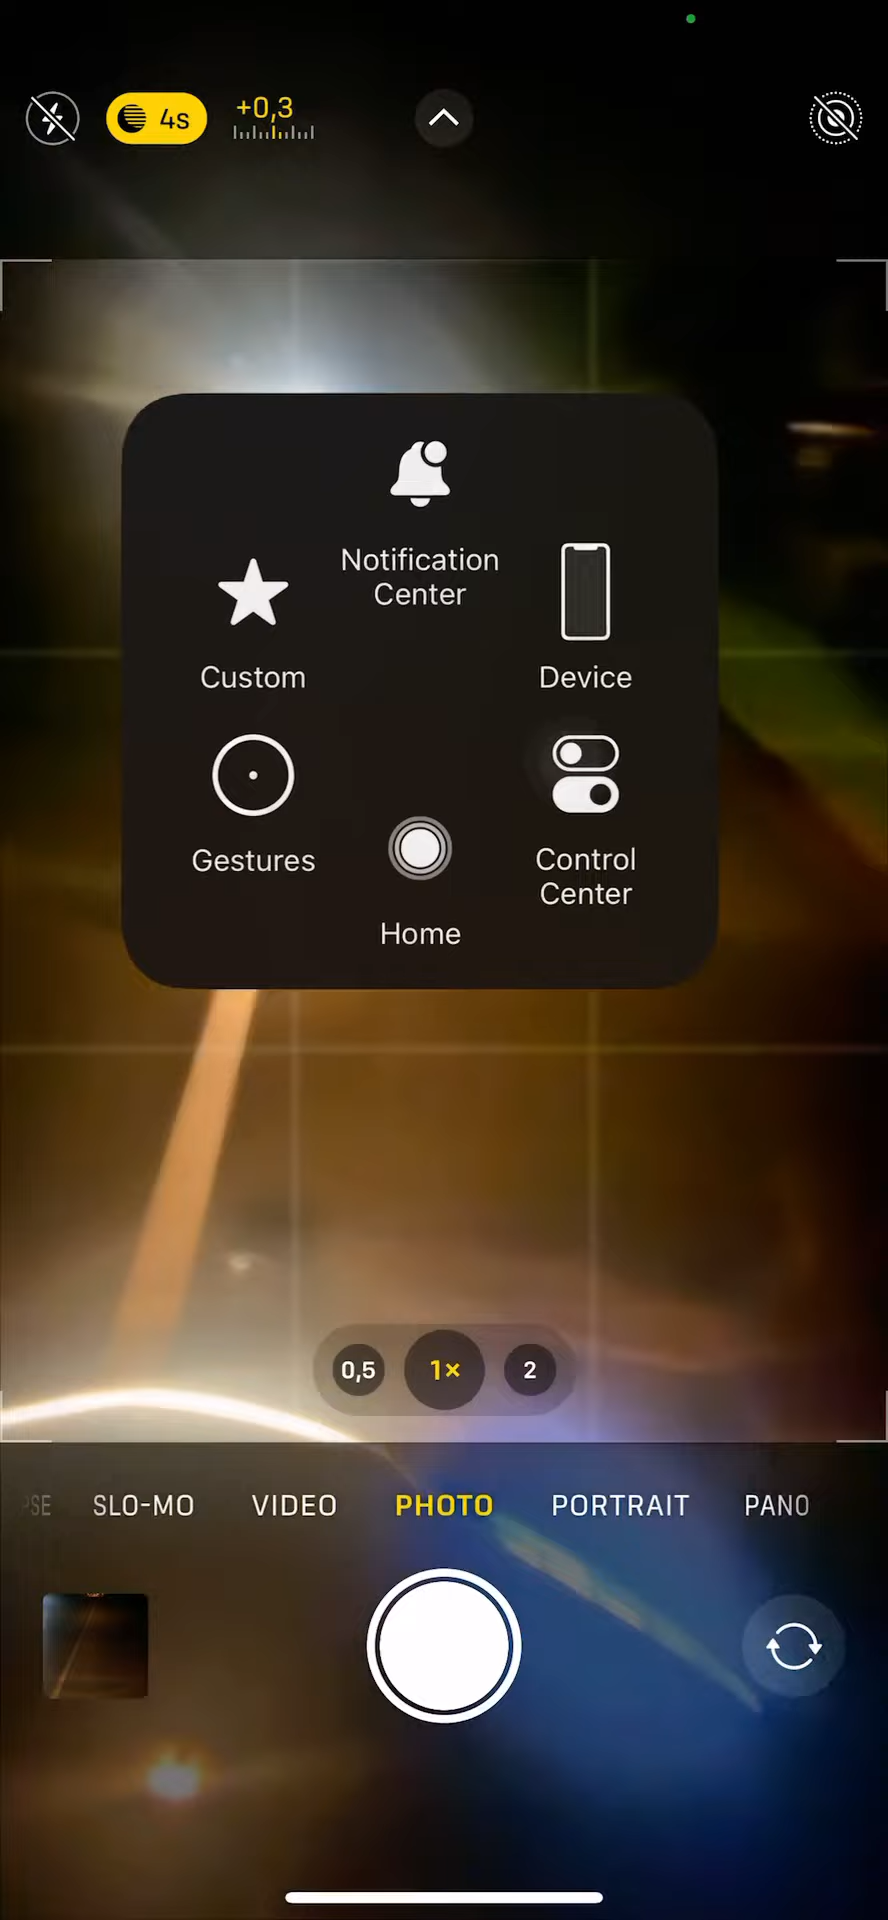 4s
+0,3
Notification
Center
Custom
Device
Gestures
Control
Center
Home
0,5
1×
2
PSE SLO-MO VIDEO PHOTO PORTRAIT PANO